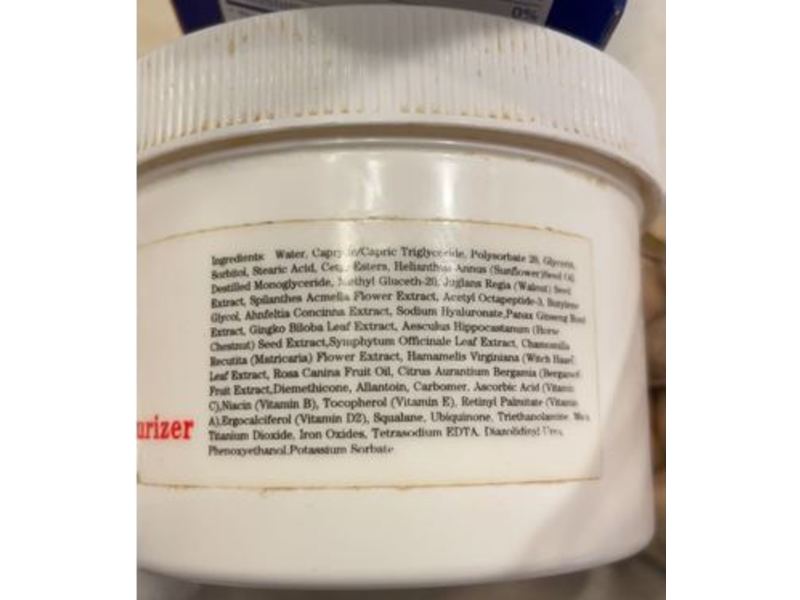 0%
Ingredients: Water, Caprylic/Capric Triglyceride, Polysorbate 20, Glycerin,
Sorbitol, Stearic Acid, Cetyl Esters, Helianthus Annus (Sunflower)Seed Oil,
Destilled Monoglyceride, Methyl Gluceth-20, Juglans Regia (Walnut) Seed
Extract, Spilanthes Acmella Flower Extract, Acetyl Octapeptide-3, Butylene
Glycol, Ahnfeltia Concinna Extract, Sodium Hyaluronate,Panax Ginseng Root
Extract, Gingko Biloba Leaf Extract, Aesculus Hippocastanum (Horse
Chestnut) Seed Extract,Symphytum Officinale Leaf Extract, Chamomilla
Recutita (Matricaria) Flower Extract, Hamamelis Virginiana (Witch Hazel)
Leaf Extract, Rosa Canina Fruit Oil, Citrus Aurantium Bergamia (Bergamot)
Fruit Extract,Diemethicone, Allantoin, Carbomer, Ascorbic Acid (Vitamin
C),Niacin (Vitamin B), Tocopherol (Vitamin E), Retinyl Palmitate (Vitamin
A),Ergocalciferol (Vitamin D2), Squalane, Ubiquinone, Triethanolamine,
Titanium Dioxide, Iron Oxides, Tetrasodium EDTA, Diazolidinyl Urea,
Phenoxyethanol,Potassium Sorbate
urizer